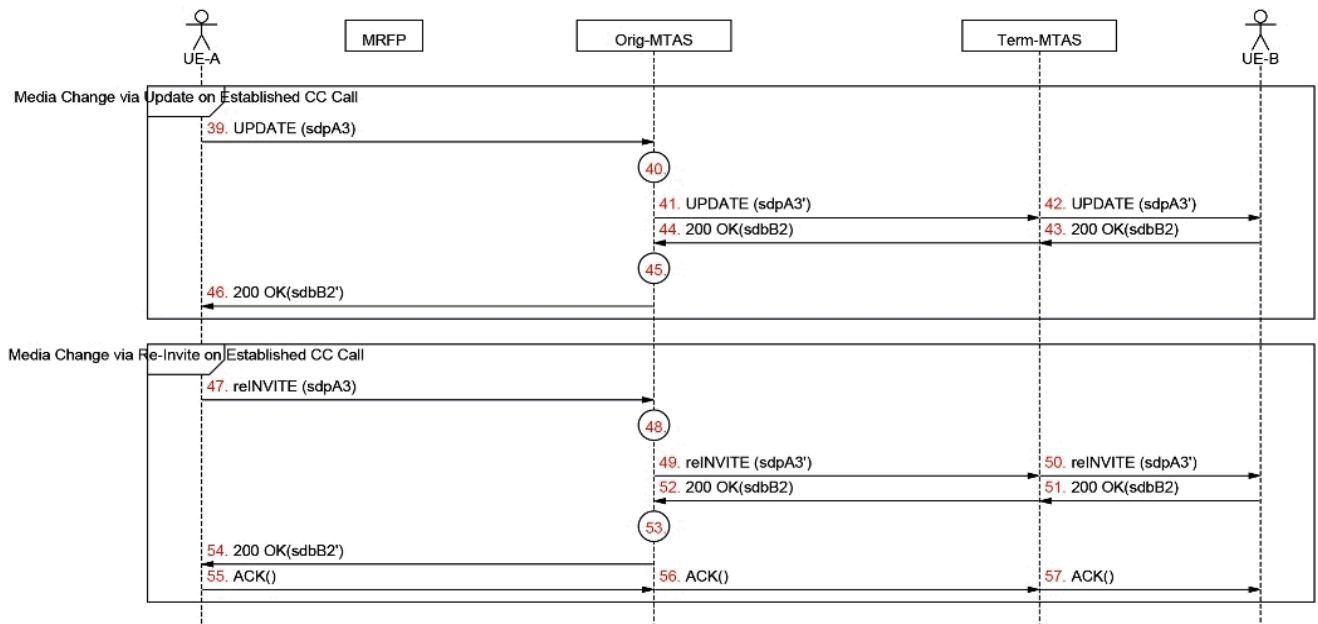 UE-A
MRFP
Orig-MTAS
Term-MTAS
UE-B
Media Change via Update on Established CC Call
39. UPDATE (sdpA3)
40.
41. UPDATE (sdpA3')
42. UPDATE (sdpA3')
44. 200 OK(sdbB2)
43. 200 OK(sdbB2)
45.
46. 200 OK(sdbB2')
Media Change via Re-Invite on Established CC Call
47. reINVITE (sdpA3)
48.
49. reINVITE (sdpA3')
50. reINVITE (sdpA3')
52. 200 OK(sdbB2)
51. 200 OK(sdbB2)
53.
54. 200 OK(sdbB2')
55. ACK()
56. ACK()
57. ACK()